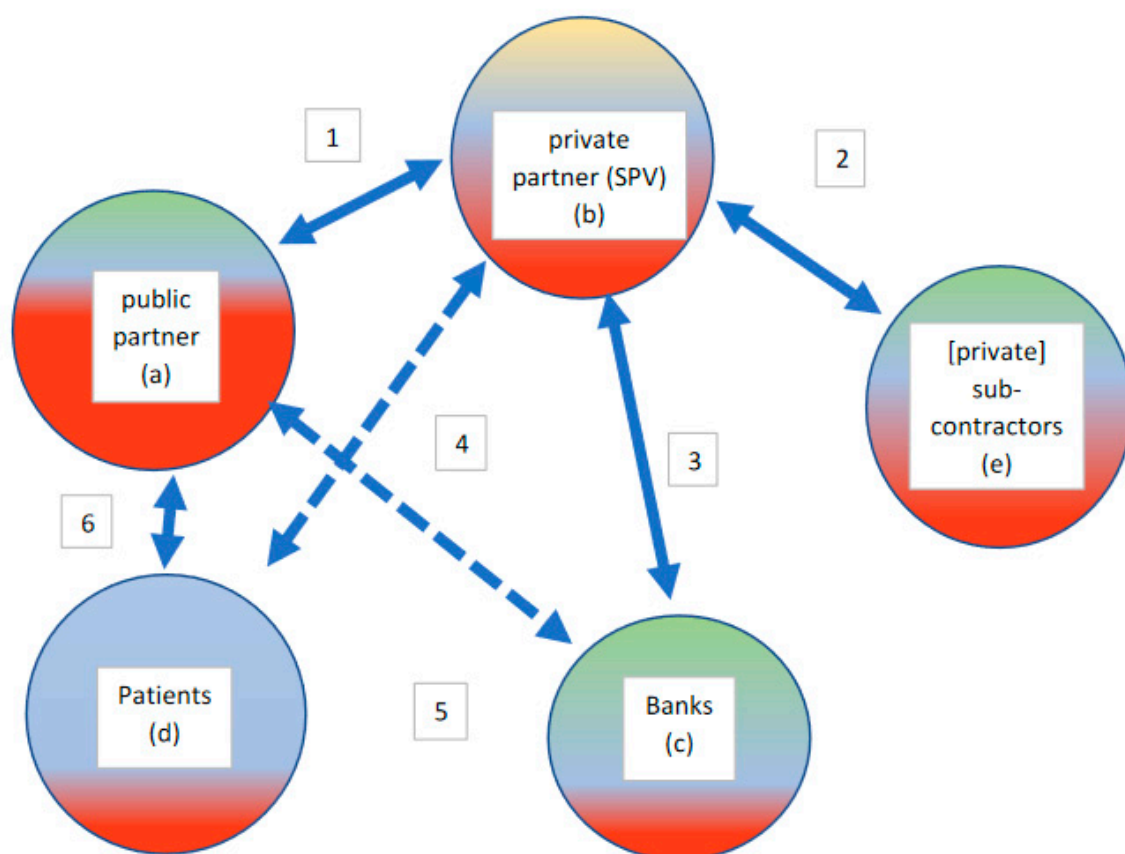 private
partner (SPV)
(b)
1
2
public
partner
(a)
[private]
sub-
contractors
(e)
4
3
6
Patients
(d)
5
Banks
(c)